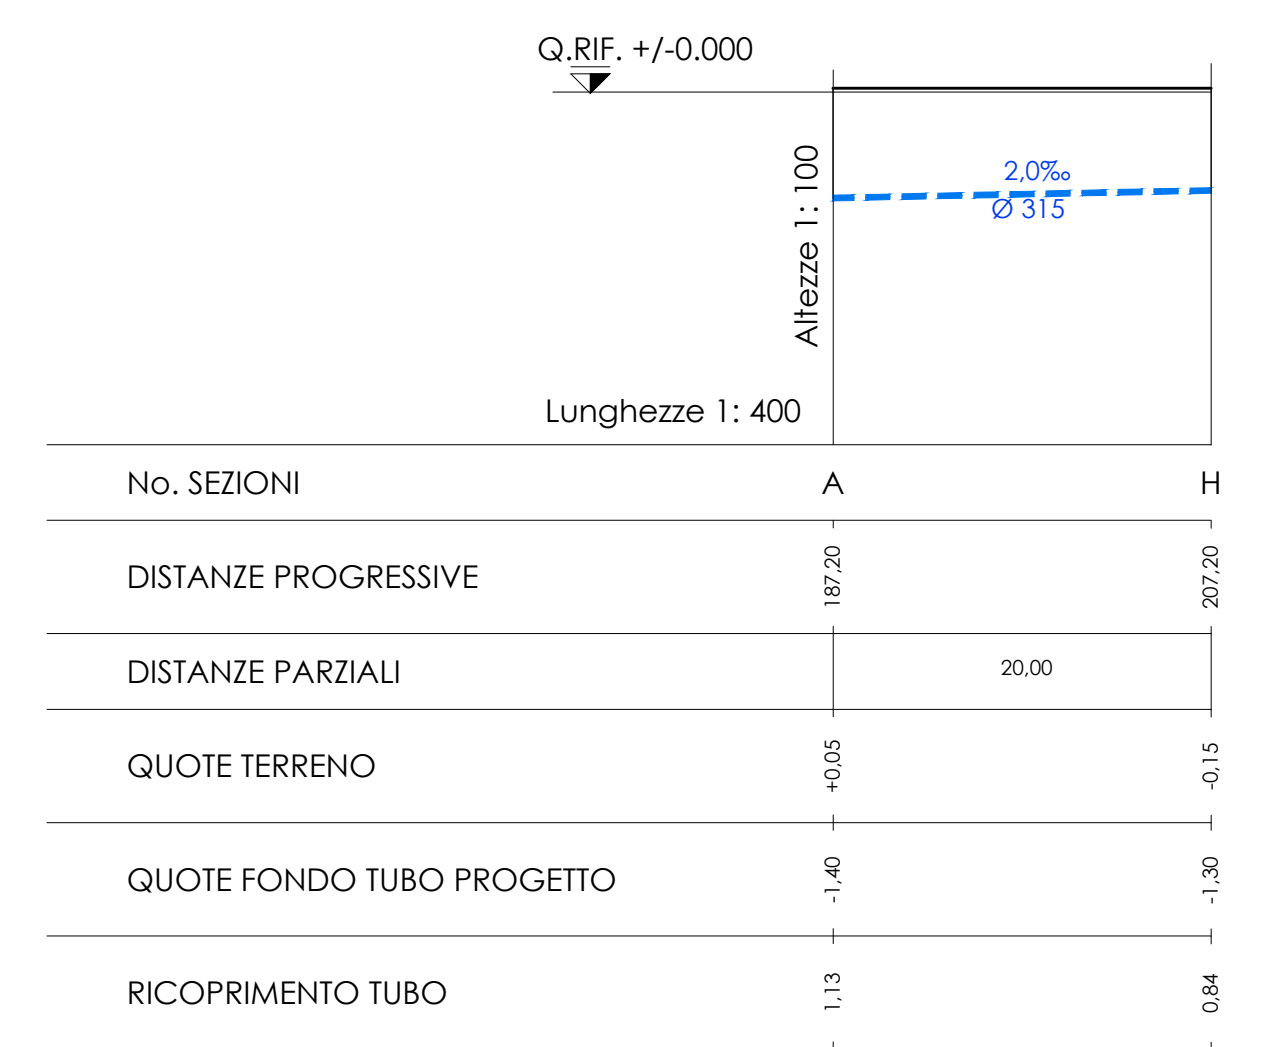 Q.RIF. +/-0.000
Altezze 1: 100
2,0‰
Ø 315
Lunghezze 1: 400
No. SEZIONI A H
DISTANZE PROGRESSIVE 187,20 207,20
DISTANZE PARZIALI 20,00
QUOTE TERRENO +0,05 -0,15
QUOTE FONDO TUBO PROGETTO -1,40 -1,30
RICOPRIMENTO TUBO 1,13 0,84